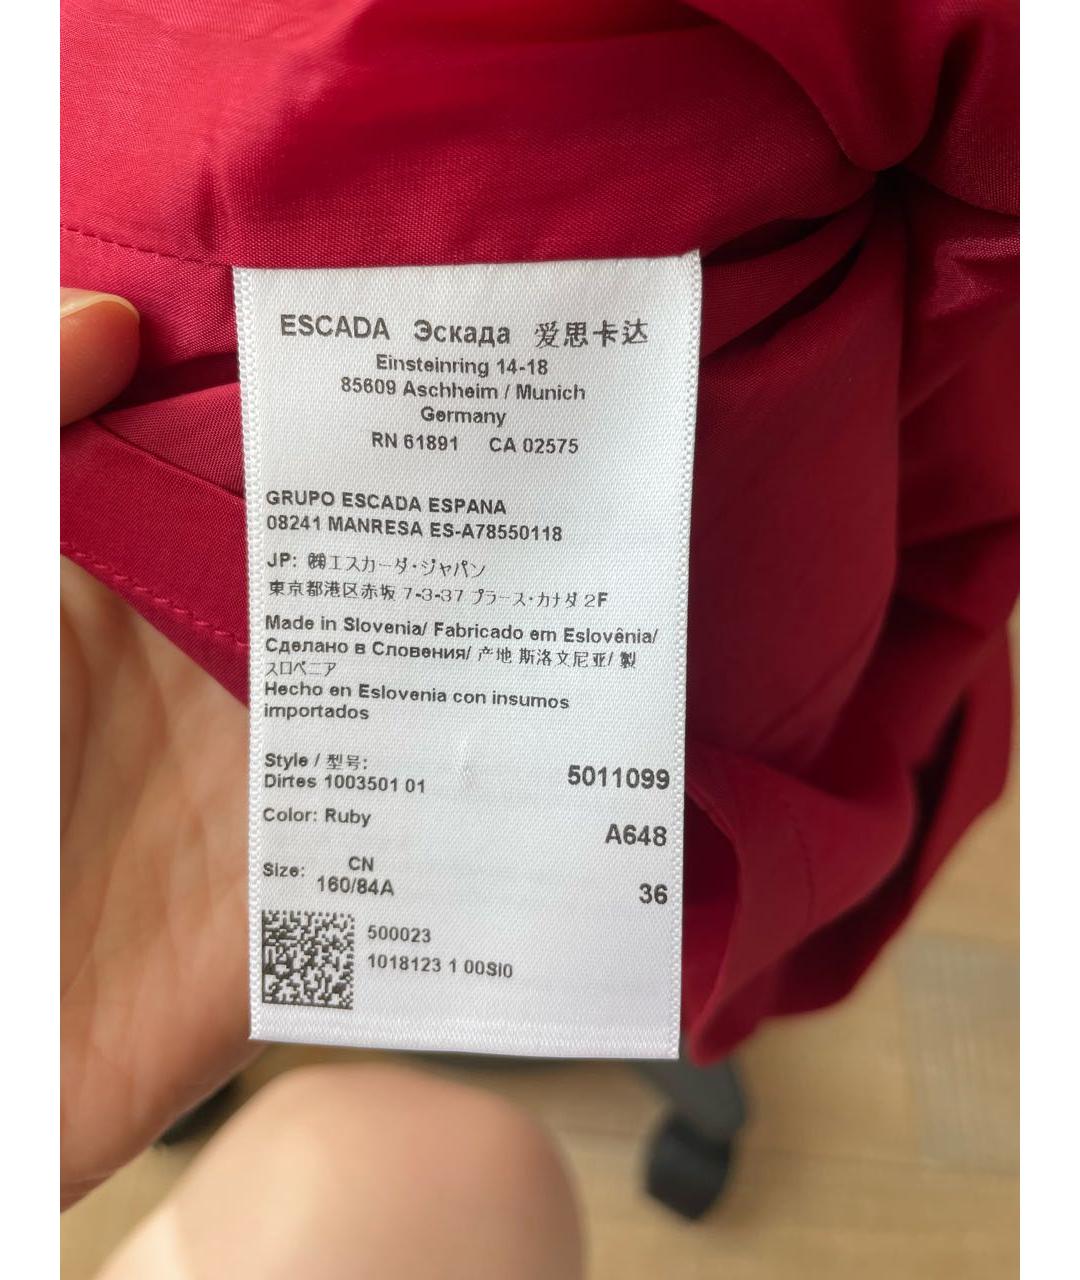 ESCADA Эскада 爱思卡达
Einsteinring 14-18
85609 Aschheim / Munich
Germany
RN 61891 CA 02575
GRUPO ESCADA ESPANA
08241 MANRESA ES-A78550118
JP: ㈱エスカーダ・ジャパン
東京都港区赤坂 7-3-37 プラース・カナダ 2F
Made in Slovenia/ Fabricado em Eslovênia/
Сделано в Словения/ 产地 斯洛文尼亚/ 製
スロベニア
Hecho en Eslovenia con insumos
importados
Style / 型号:
Dirtes 1003501 01 5011099
Color: Ruby A648
Size: CN 160/84A 36
500023
1018123 1 00SI0